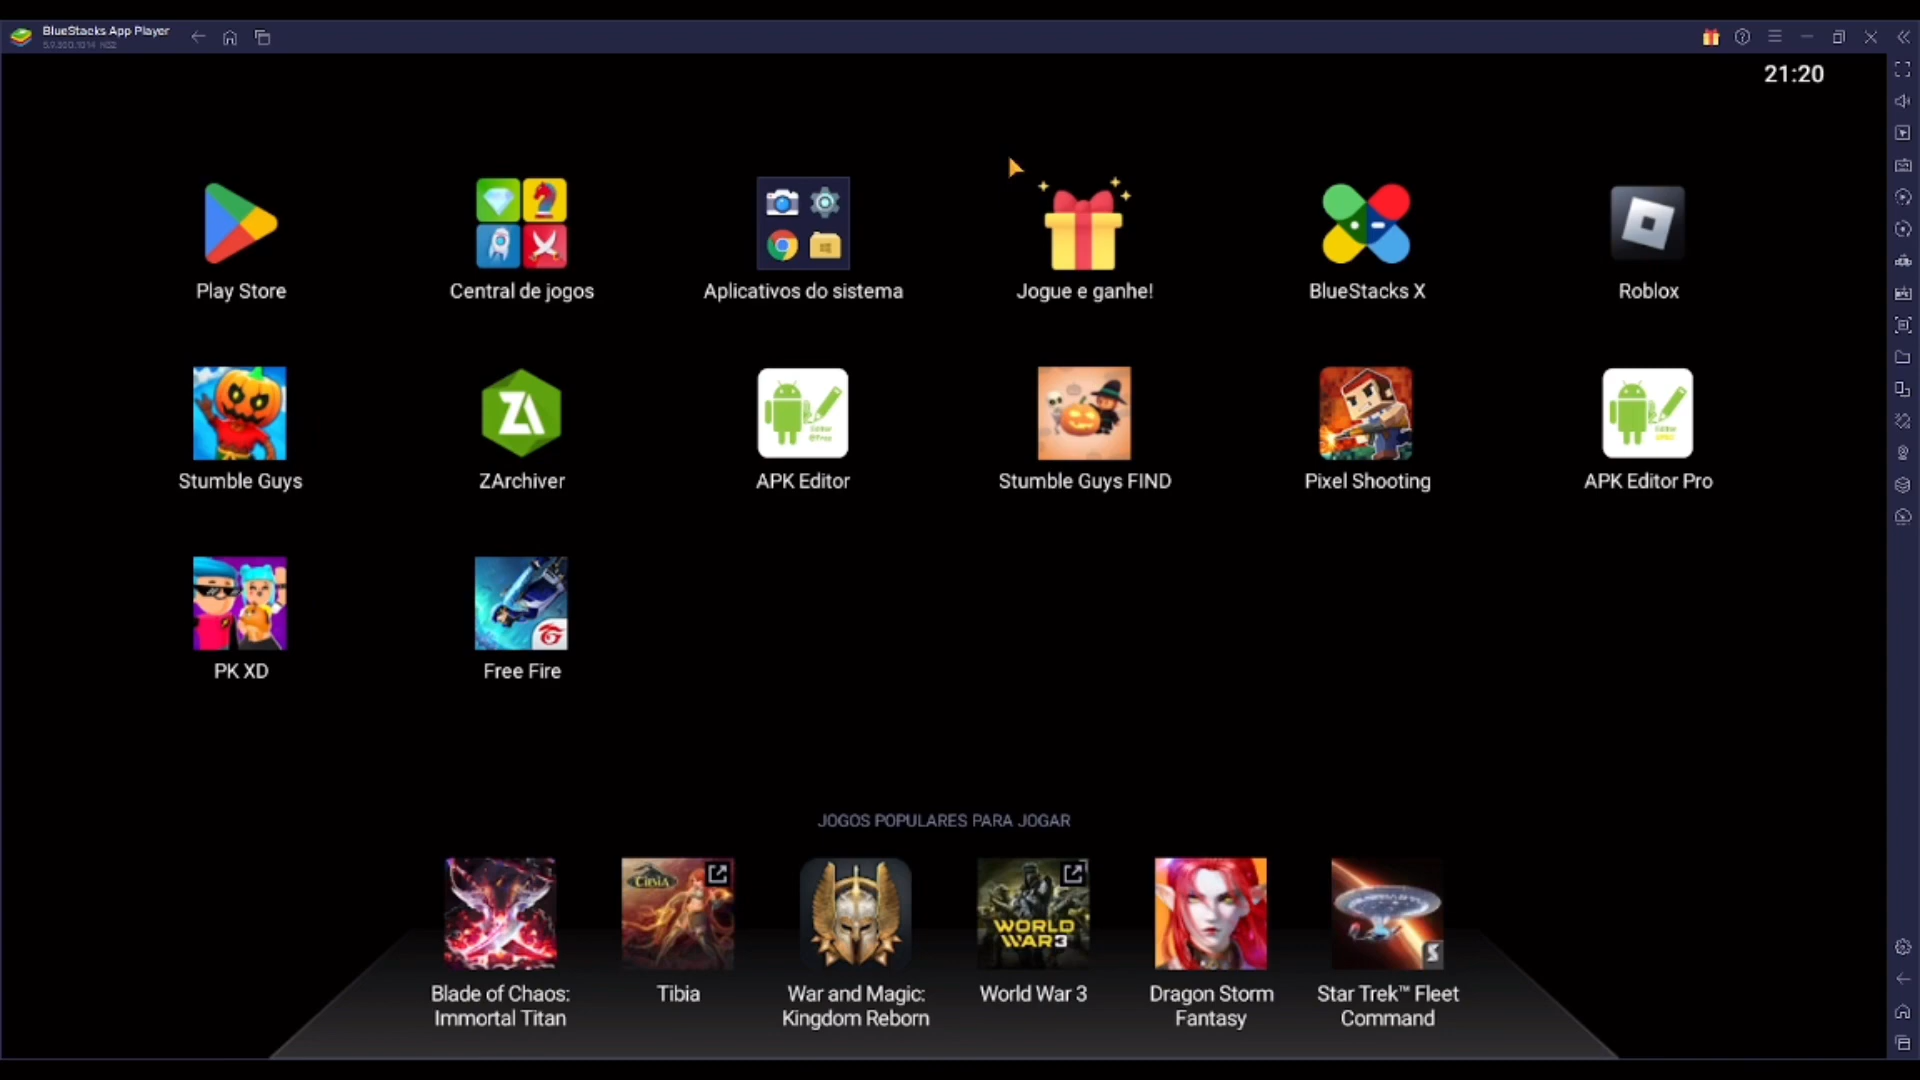 BlueStacks App Player
21:20
Play Store
Central de jogos
Aplicativos do sistema
Jogue e ganhe!
BlueStacks X
Roblox
Stumble Guys
ZArchiver
APK Editor
Stumble Guys FIND
Pixel Shooting
APK Editor Pro
PK XD
Free Fire
JOGOS POPULARES PARA JOGAR
WORLD
WAR3
Blade of Chaos:
Immortal Titan
Tibia
War and Magic:
Kingdom Reborn
World War 3
Dragon Storm
Fantasy
Star Trek™ Fleet
Command